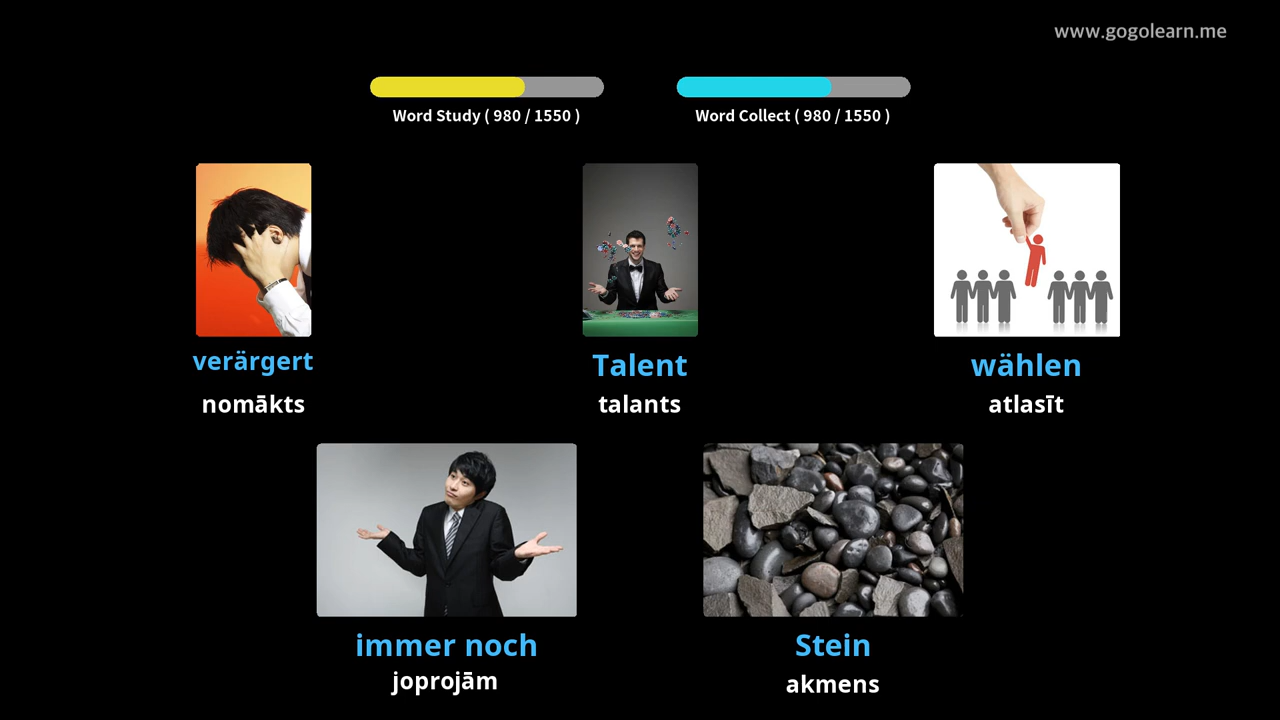 www.gogolearn.me
Word Study ( 980 / 1550 )
Word Collect ( 980 / 1550 )
verärgert
nomākts
Talent
talants
wählen
atlasīt
immer noch
joprojām
Stein
akmens